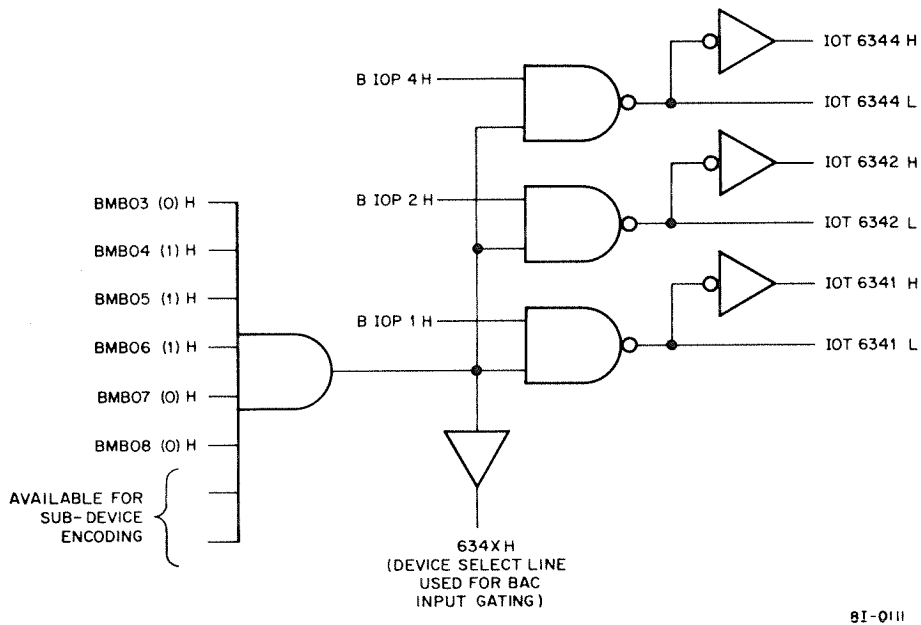 IOT 6344 H
B IOP 4 H
IOT 6344 L
IOT 6342 H
B IOP 2 H
IOT 6342 L
IOT 6341 H
B IOP 1 H
IOT 6341 L
BMB03 (0) H
BMB04 (1) H
BMB05 (1) H
BMB06 (1) H
BMB07 (0) H
BMB08 (0) H
AVAILABLE FOR
SUB-DEVICE
ENCODING
634XH
(DEVICE SELECT LINE
USED FOR BAC
INPUT GATING)
8I-0111